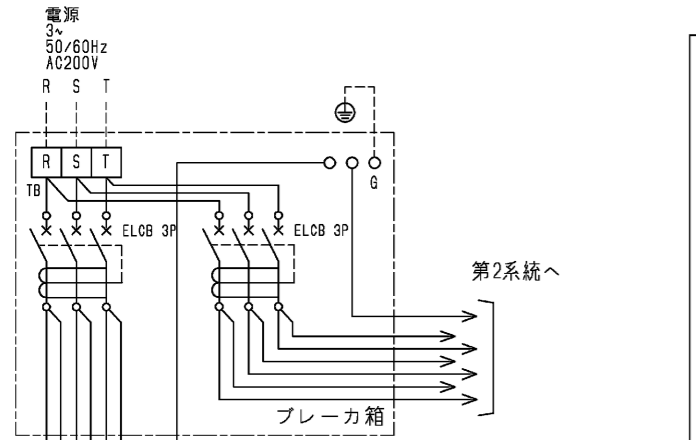 電源
3~
50/60Hz
AC200V
R S T
R S T
TB
G
ELCB 3P
ELCB 3P
第2系統へ
ブレーカ箱